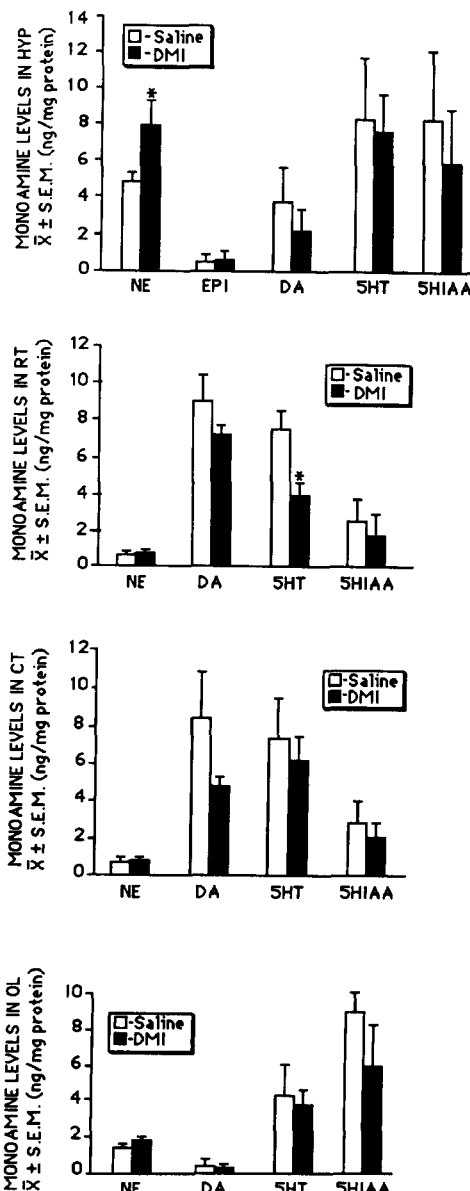 MONOAMINE LEVELS IN HYP
X̄ ± S.E.M. (ng/mg protein)
14
12
10
8
6
4
2
0
-Saline
-DMI
*
NE EPI DA 5HT 5HIAA
MONOAMINE LEVELS IN RT
X̄ ± S.E.M. (ng/mg protein)
12
10
8
6
4
2
0
-Saline
-DMI
*
NE DA 5HT 5HIAA
MONOAMINE LEVELS IN CT
X̄ ± S.E.M. (ng/mg protein)
12
10
8
6
4
2
0
-Saline
-DMI
NE DA 5HT 5HIAA
MONOAMINE LEVELS IN OL
X̄ ± S.E.M. (ng/mg protein)
10
8
6
4
2
0
-Saline
-DMI
NE DA 5HT 5HIAA